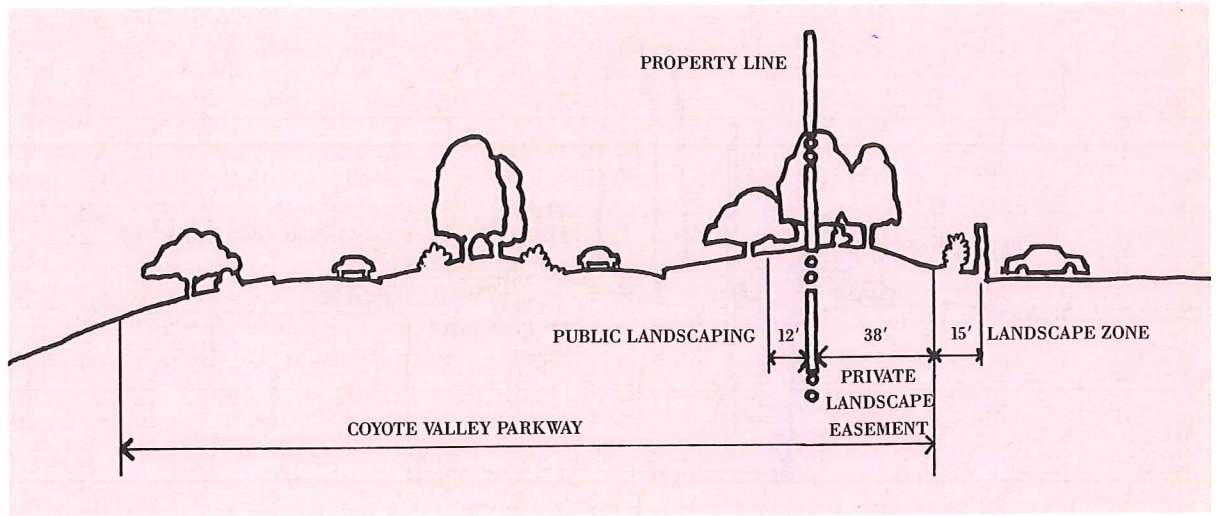 PROPERTY LINE
PUBLIC LANDSCAPING 12' 38' 15' LANDSCAPE ZONE
PRIVATE
LANDSCAPE
EASEMENT
COYOTE VALLEY PARKWAY